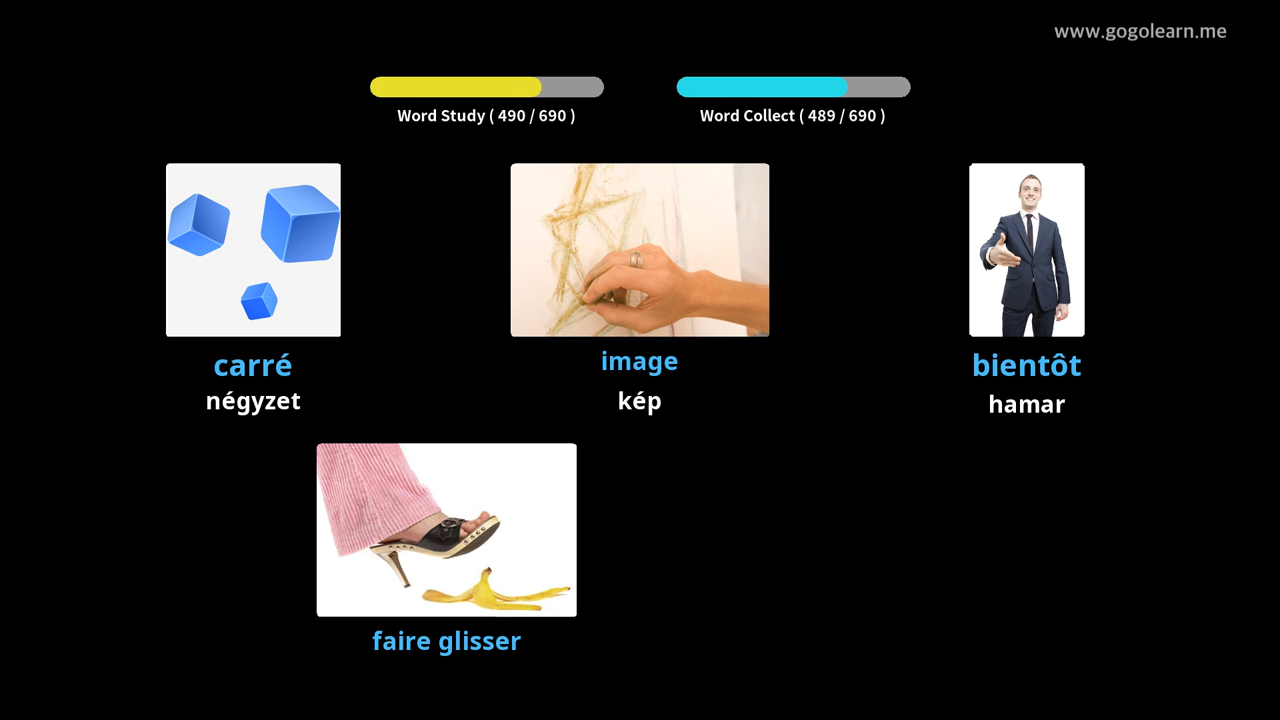 www.gogolearn.me
Word Study ( 490 / 690 )
Word Collect ( 489 / 690 )
carré
négyzet
image
kép
bientôt
hamar
faire glisser